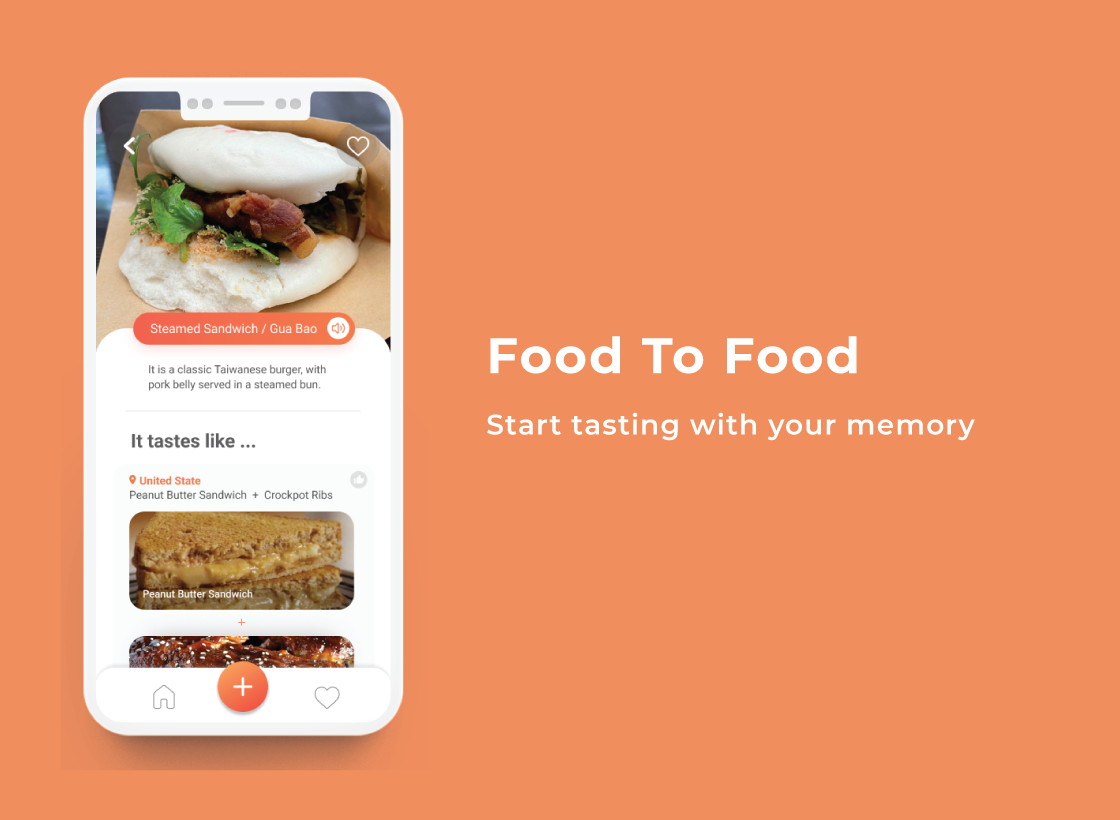 Steamed Sandwich / Gua Bao
It is a classic Taiwanese burger, with
pork belly served in a steamed bun.
It tastes like ...
United State
Peanut Butter Sandwich + Crockpot Ribs
Peanut Butter Sandwich
+
+
Food To Food
Start tasting with your memory